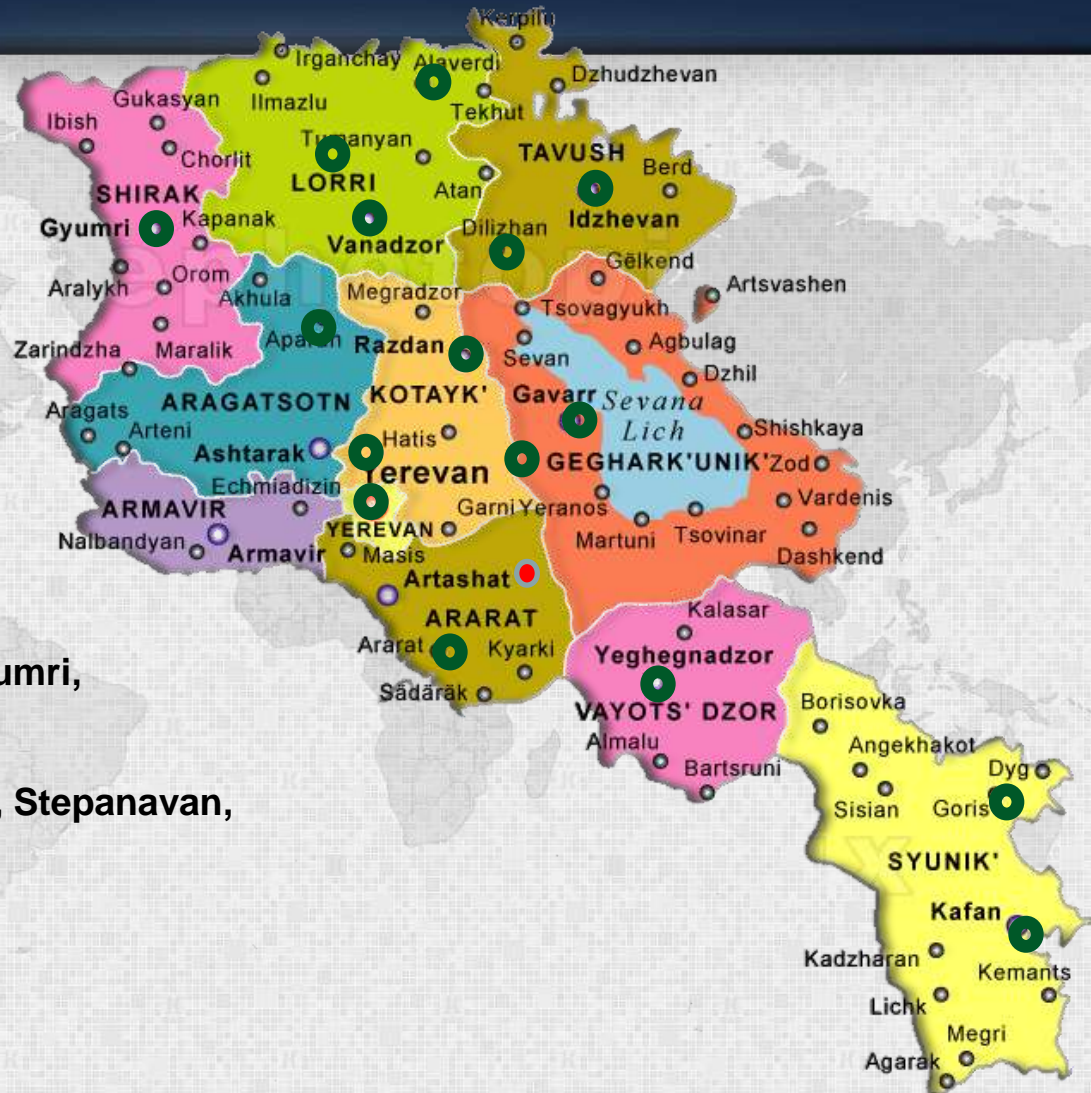 Kerpilu
Irganchay
Alaverdi
Dzhudzhevan
Ilmazlu
Tekhut
Gukasyan
Ibish
Chorlit
Tumanyan
TAVUSH
Berd
LORRI
Atan
SHIRAK
Idzhevan
Gyumri
Kapanak
Vanadzor
Dilizhan
Gëlkend
Aralykh
Orom
Akhula
Megradzor
Tsovagyukh
Artsvashen
Zarindzha
Maralik
Aparan
Razdan
Sevan
Agbulag
Dzhil
Aragats
ARAGATSOTN
KOTAYK'
Gavarr
Sevana
Lich
Arteni
Ashtarak
Hatis
Shishkaya
Yerevan
GEGHARK'UNIK'
Zod
Echmiadizin
ARMAVIR
Garni
Yeranos
Vardenis
Nalbandyan
Armavir
YEREVAN
Masis
Martuni
Tsovinar
Dashkend
Artashat
ARARAT
Kalasar
Ararat
Kyarki
Yeghegnadzor
umri,
Sädäräk
VAYOTS' DZOR
Borisovka
Almalu
Angekhakot
Bartsruni
Dyg
, Stepanavan,
Sisian
Goris
SYUNIK'
Kafan
Kadzharan
Kemants
Lichk
Megri
Agarak